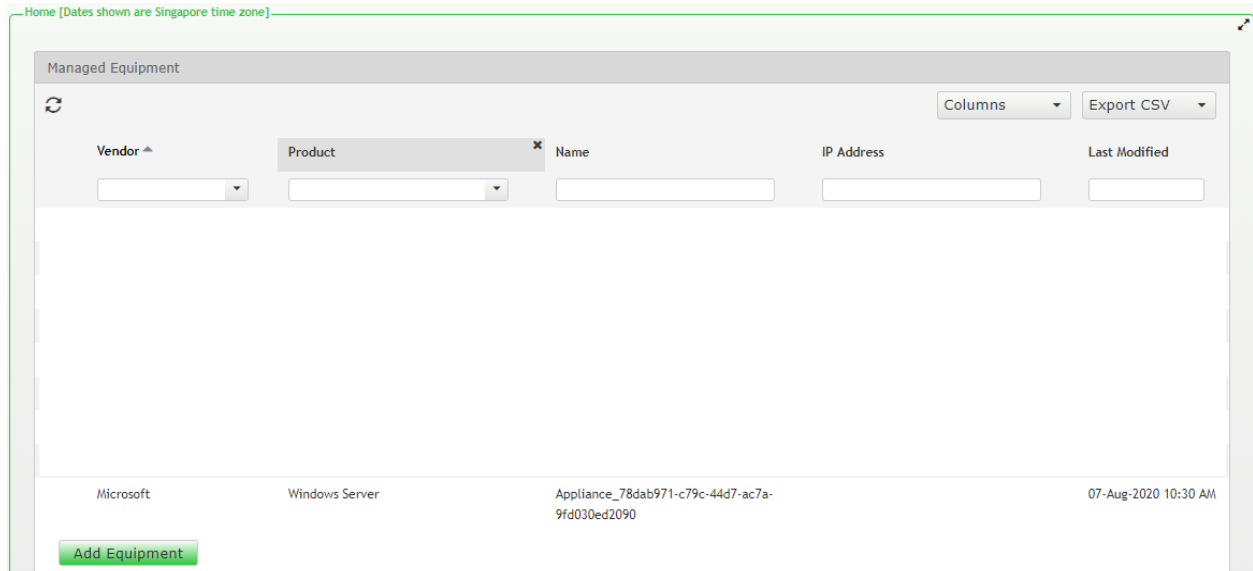 Home [Dates shown are Singapore time zone]
Managed Equipment
Columns
Export CSV
Vendor
Product
Name
IP Address
Last Modified
Microsoft
Windows Server
Appliance_78dab971-c79c-44d7-ac7a-
9fd030ed2090
07-Aug-2020 10:30 AM
Add Equipment